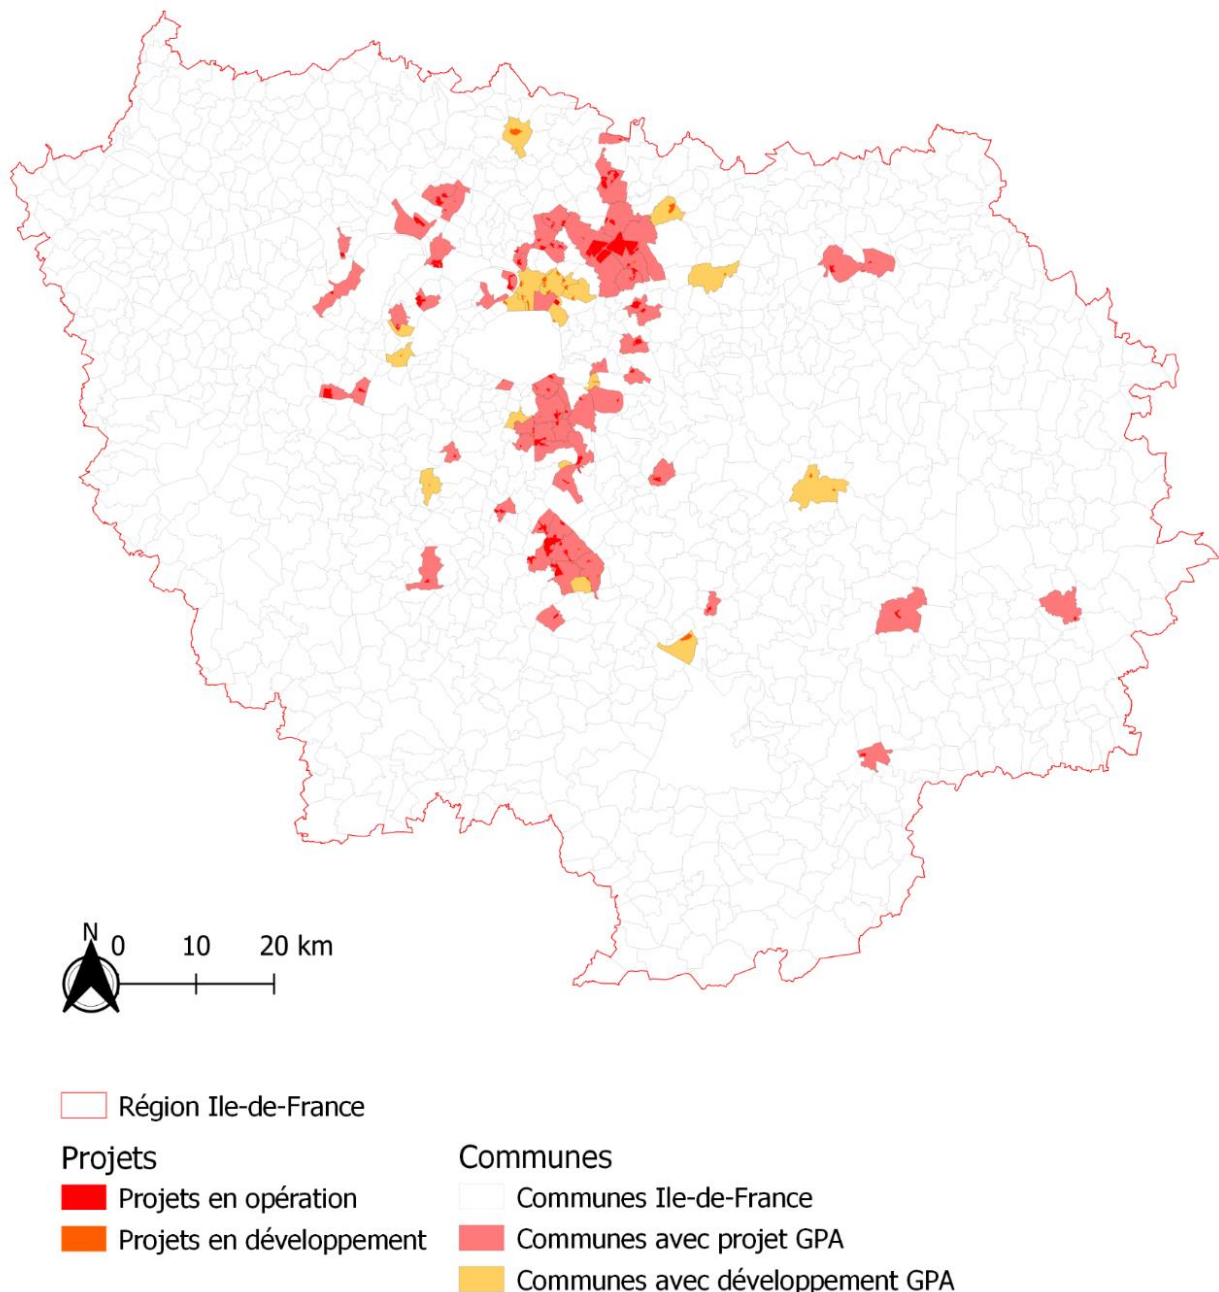 N
0 10 20 km
Région Ile-de-France
Projets
Projets en opération
Projets en développement
Communes
Communes Ile-de-France
Communes avec projet GPA
Communes avec développement GPA